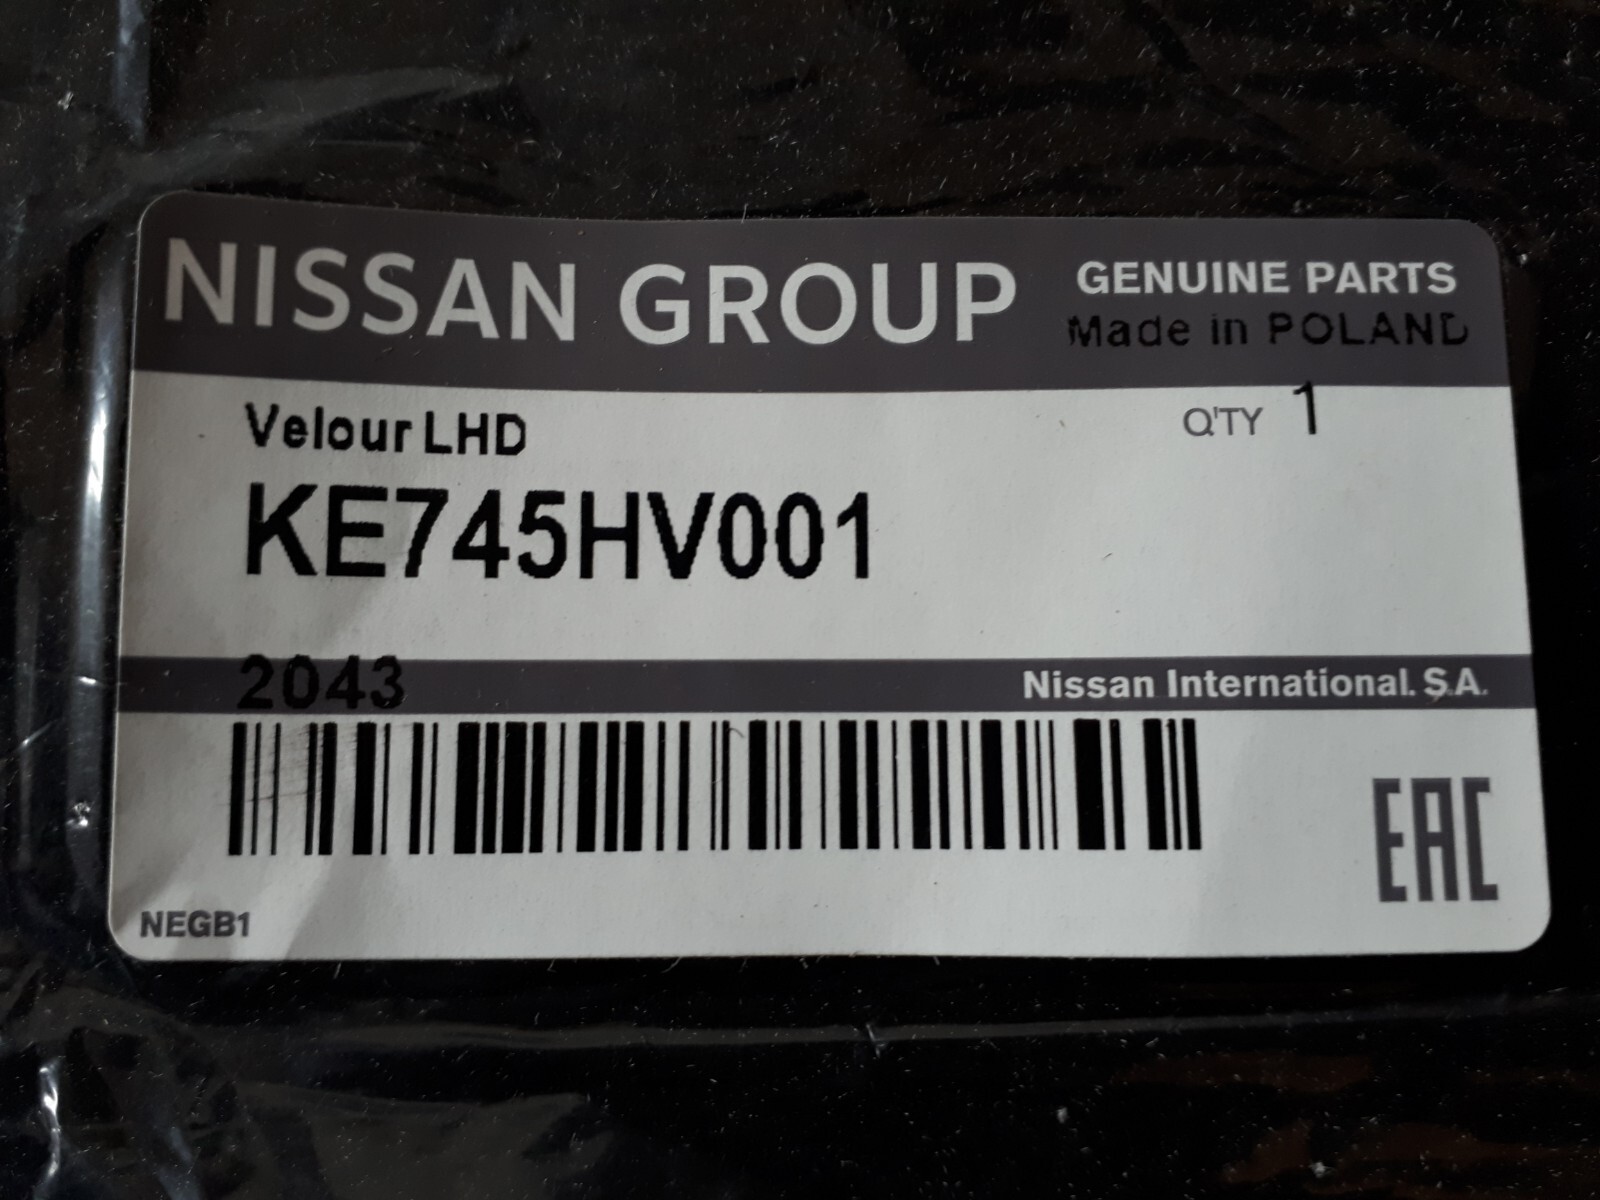 NISSAN GROUP
GENUINE PARTS
Made in POLAND
Velour LHD
Q'TY 1
KE745HV001
2043
Nissan International. S.A.
EAC
NEGB1